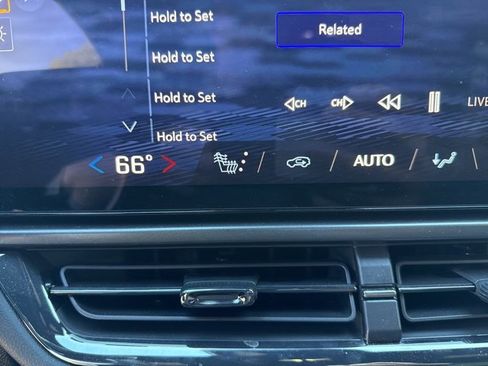 Hold to Set
Related
Hold to Set
Hold to Set
CH CH LIVE
Hold to Set
< 66° > / / AUTO / /